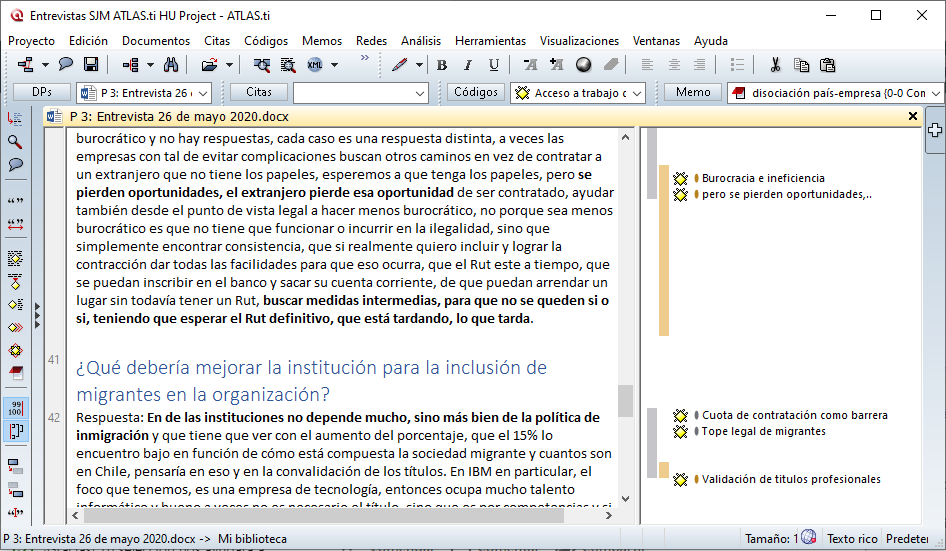 Entrevistas SJM ATLAS.ti HU Project - ATLAS.ti
Proyecto Edición Documentos Citas Códigos Memos Redes Análisis Herramientas Visualizaciones Ventanas Ayuda
XML » B I U A A
DPs P 3: Entrevista 26 Citas Códigos Acceso a trabajo Memo disociación país-empresa {0-0 Con
P 3: Entrevista 26 de mayo 2020.docx
burocrático y no hay respuestas, cada caso es una respuesta distinta, a veces las
empresas con tal de evitar complicaciones buscan otros caminos en vez de contratar a
un extranjero que no tiene los papeles, esperemos a que tenga los papeles, pero se
pierden oportunidades, el extranjero pierde esa oportunidad de ser contratado, ayudar
también desde el punto de vista legal a hacer menos burocrático, no porque sea menos
burocrático es que no tiene que funcionar o incurrir en la ilegalidad, sino que
simplemente encontrar consistencia, que si realmente quiero incluir y lograr la
contracción dar todas las facilidades para que eso ocurra, que el Rut este a tiempo, que
se puedan inscribir en el banco y sacar su cuenta corriente, de que puedan arrendar un
lugar sin todavía tener un Rut, buscar medidas intermedias, para que no se queden si o
si, teniendo que esperar el Rut definitivo, que está tardando, lo que tarda.
Burocracia e ineficiencia
pero se pierden oportunidades,..
41
¿Qué debería mejorar la institución para la inclusión de
migrantes en la organización?
42
Respuesta: En de las instituciones no depende mucho, sino más bien de la política de
inmigración y que tiene que ver con el aumento del porcentaje, que el 15% lo
encuentro bajo en función de cómo está compuesta la sociedad migrante y cuantos son
en Chile, pensaría en eso y en la convalidación de los títulos. En IBM en particular, el
foco que tenemos, es una empresa de tecnología, entonces ocupa mucho talento
informático y bueno a veces no es necesario el título, sino que es por competencias y si
Cuota de contratación como barrera
Tope legal de migrantes
Validación de titulos profesionales
99
100
P 3: Entrevista 26 de mayo 2020.docx -> Mi biblioteca
Tamaño: 1 Texto rico Predeter